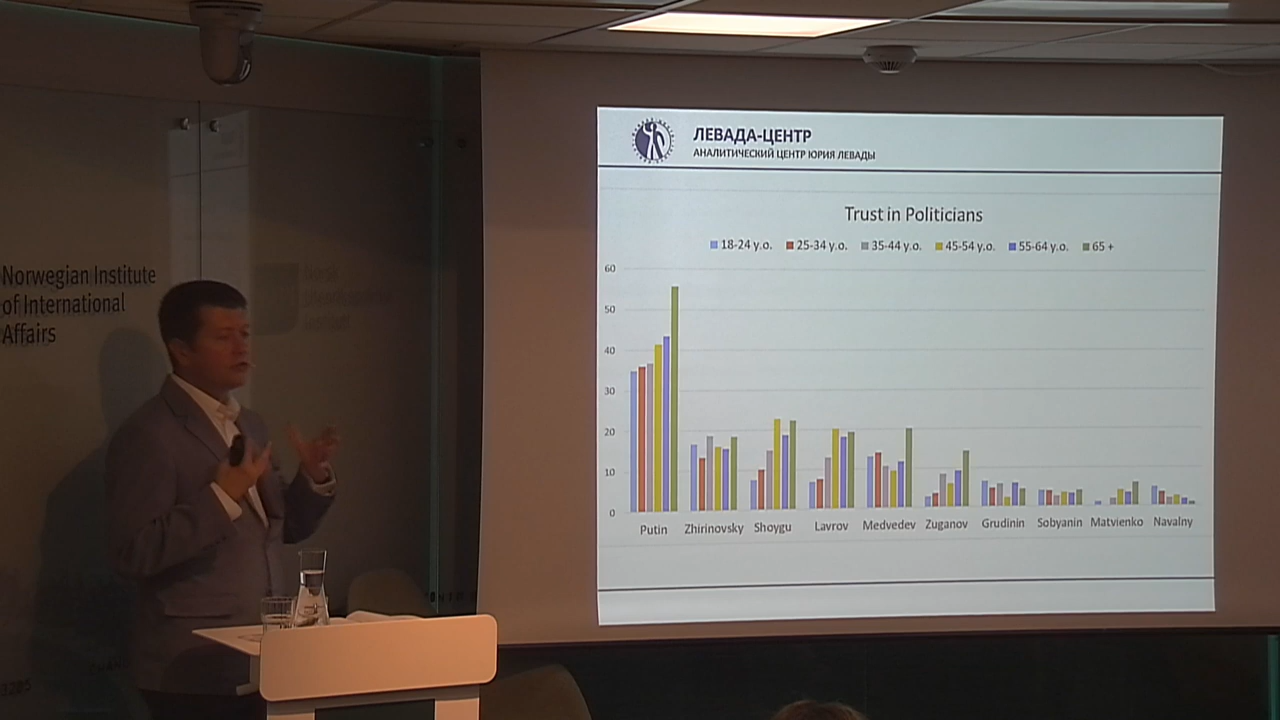 Norwegian Institute
of International
Affairs
ЛЕВАДА-ЦЕНТР
АНАЛИТИЧЕСКИЙ ЦЕНТР ЮРИЯ ЛЕВАДЫ
Trust in Politicians
18-24 y.o. 25-34 y.o. 35-44 y.o. 45-54 y.o. 55-64 y.o. 65 +
60
50
40
30
20
10
0
Putin Zhirinovsky Shoygu Lavrov Medvedev Zuganov Grudinin Sobyanin Matvienko Navalny